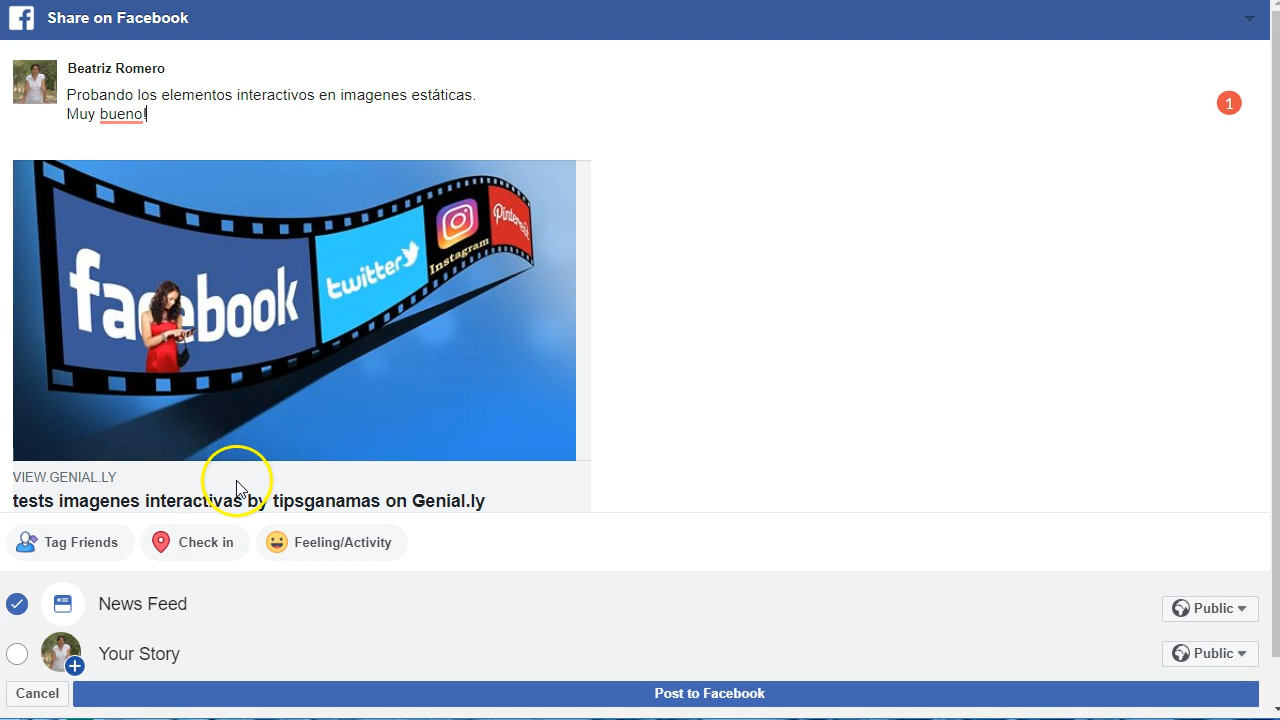 Share on Facebook
Beatriz Romero
Probando los elementos interactivos en imagenes estáticas.
Muy bueno!
1
facebook
twitter
Instagram
Pinterest
VIEW.GENIAL.LY
tests imagenes interactivas by tipsganamas on Genial.ly
Tag Friends
Check in
Feeling/Activity
News Feed
Public
Your Story
Public
Cancel
Post to Facebook